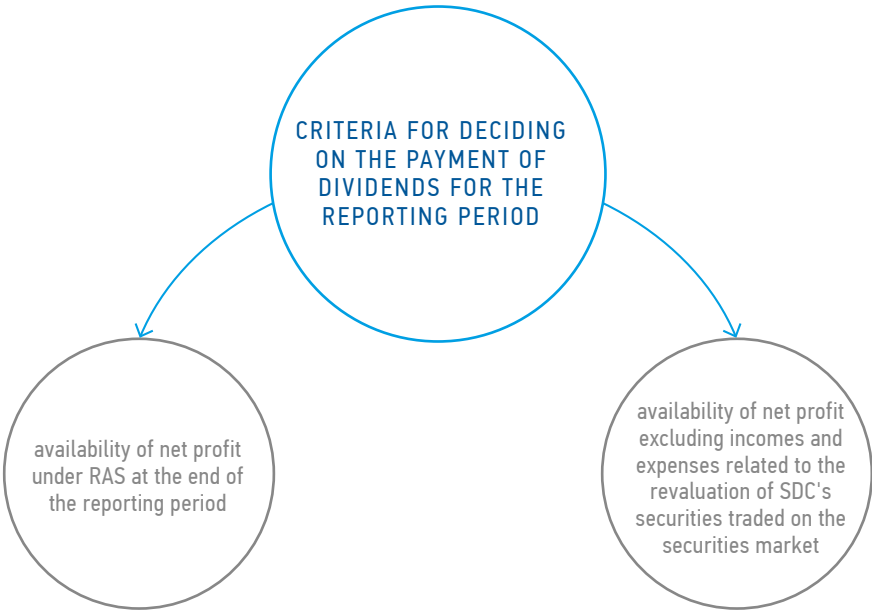 CRITERIA FOR DECIDING
ON THE PAYMENT OF
DIVIDENDS FOR THE
REPORTING PERIOD
availability of net profit
under RAS at the end of
the reporting period
availability of net profit
excluding incomes and
expenses related to the
revaluation of SDC's
securities traded on the
securities market